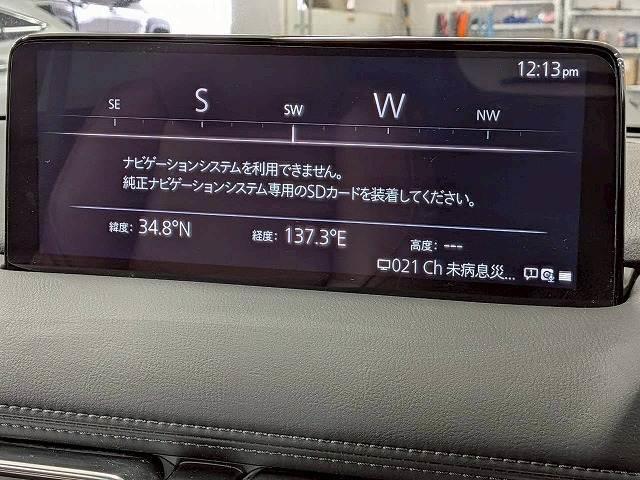 12:13pm
SE S SW W NW
ナビゲーションシステムを利用できません。
純正ナビゲーションシステム専用のSDカードを装着してください。
緯度: 34.8°N 経度: 137.3°E 高度: ---
021 Ch 未病息災...